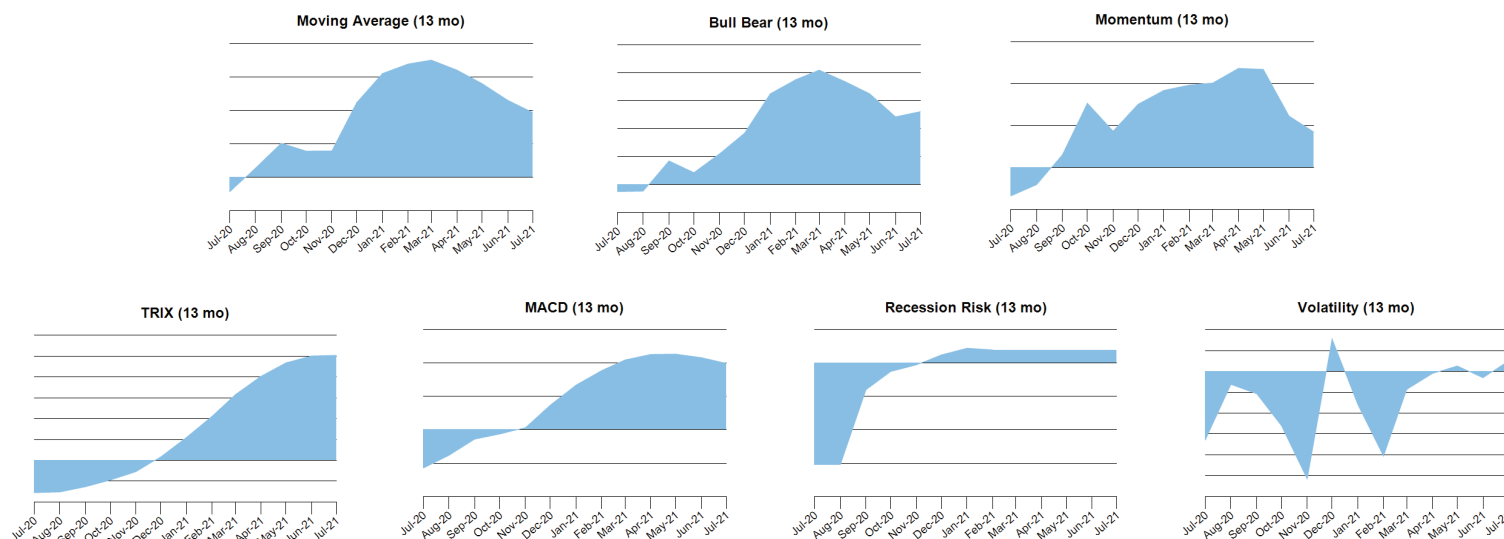 Moving Average (13 mo)
Bull Bear (13 mo)
Momentum (13 mo)
Jul-20 Aug-20 Sep-20 Oct-20 Nov-20 Dec-20 Jan-21 Feb-21 Mar-21 Apr-21 May-21 Jun-21 Jul-21
Jul-20 Aug-20 Sep-20 Oct-20 Nov-20 Dec-20 Jan-21 Feb-21 Mar-21 Apr-21 May-21 Jun-21 Jul-21
Jul-20 Aug-20 Sep-20 Oct-20 Nov-20 Dec-20 Jan-21 Feb-21 Mar-21 Apr-21 May-21 Jun-21 Jul-21
TRIX (13 mo)
MACD (13 mo)
Recession Risk (13 mo)
Volatility (13 mo)
Jul-20 Aug-20 Sep-20 Oct-20 Nov-20 Dec-20 Jan-21 Feb-21 Mar-21 Apr-21 May-21 Jun-21 Jul-21
Jul-20 Aug-20 Sep-20 Oct-20 Nov-20 Dec-20 Jan-21 Feb-21 Mar-21 Apr-21 May-21 Jun-21 Jul-21
Jul-20 Aug-20 Sep-20 Oct-20 Nov-20 Dec-20 Jan-21 Feb-21 Mar-21 Apr-21 May-21 Jun-21 Jul-21
Jul-20 Aug-20 Sep-20 Oct-20 Nov-20 Dec-20 Jan-21 Feb-21 Mar-21 Apr-21 May-21 Jun-21